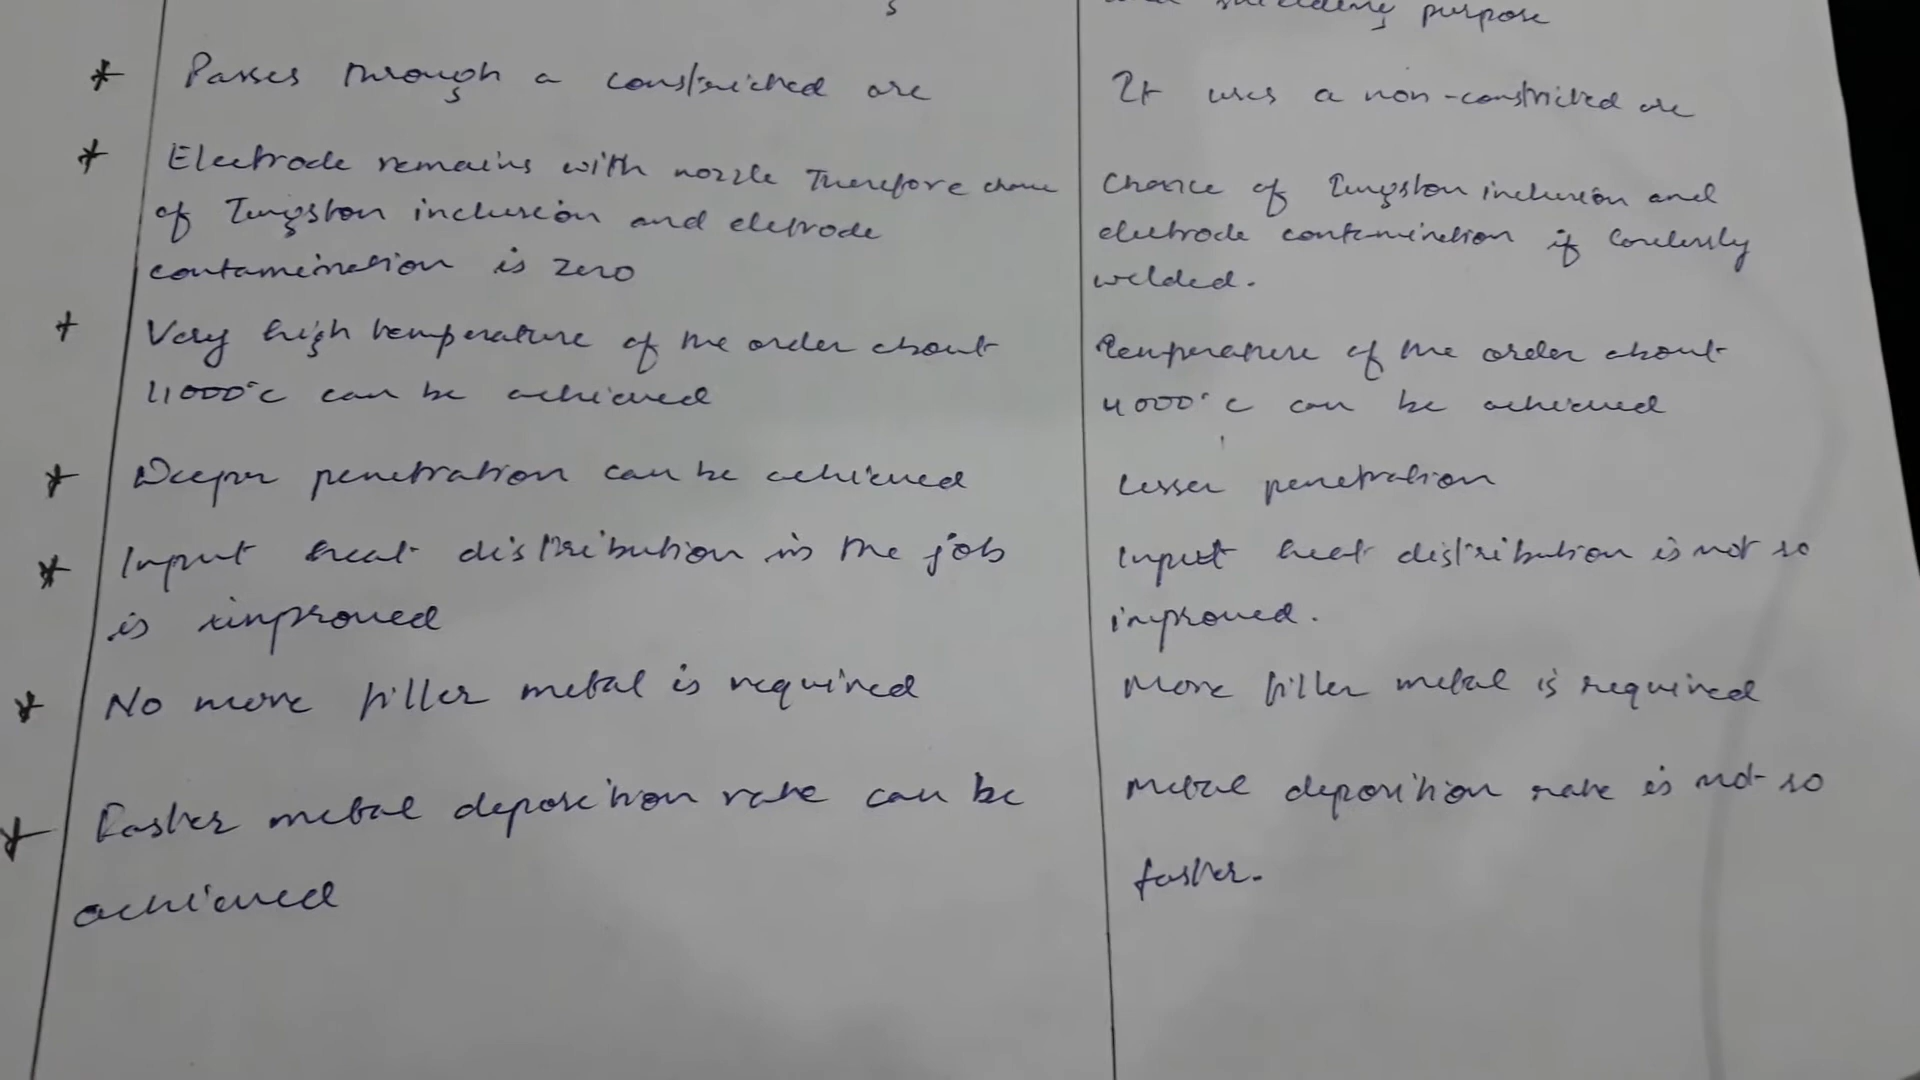 shielding purpose
* Passes through a constricted arc
It uses a non-constricted arc
* Electrode remains with nozzle Therefore chance
of Tungston inclusion and eletrode
contamination is zero
Chance of Tungston inclusion and
electrode contamination if carelessly
welded.
* Very high temperature of the order about
11000°c can be achieved
Temperature of the order about
4000°c can be achieved
* Deeper penetration can be achieved
Lesser penetration
* Input heat distribution in the job
is improved
Input heat distribution is not so
improved.
* No more filler metal is required
More filler metal is required
* Faster metal deposition rate can be
achieved
Metal deposition rate is not so
faster.